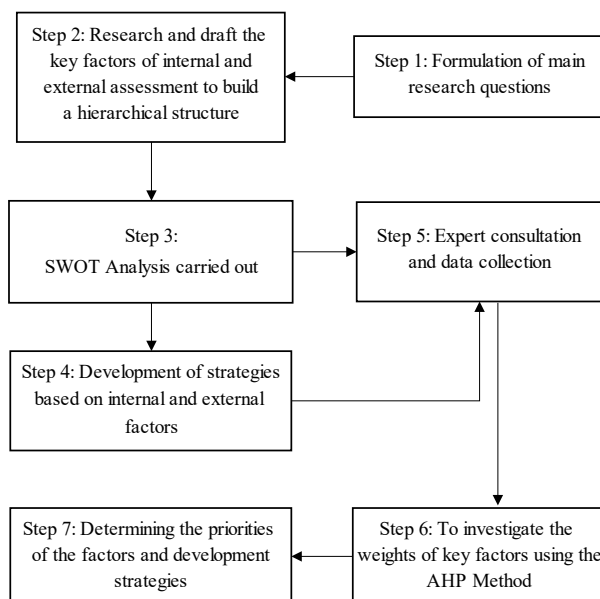 Step 2: Research and draft the
key factors of internal and
external assessment to build
a hierarchical structure
Step 1: Formulation of main
research questions
Step 3:
SWOT Analysis carried out
Step 5: Expert consultation
and data collection
Step 4: Development of strategies
based on internal and external
factors
Step 7: Determining the priorities
of the factors and development
strategies
Step 6: To investigate the
weights of key factors using the
AHP Method